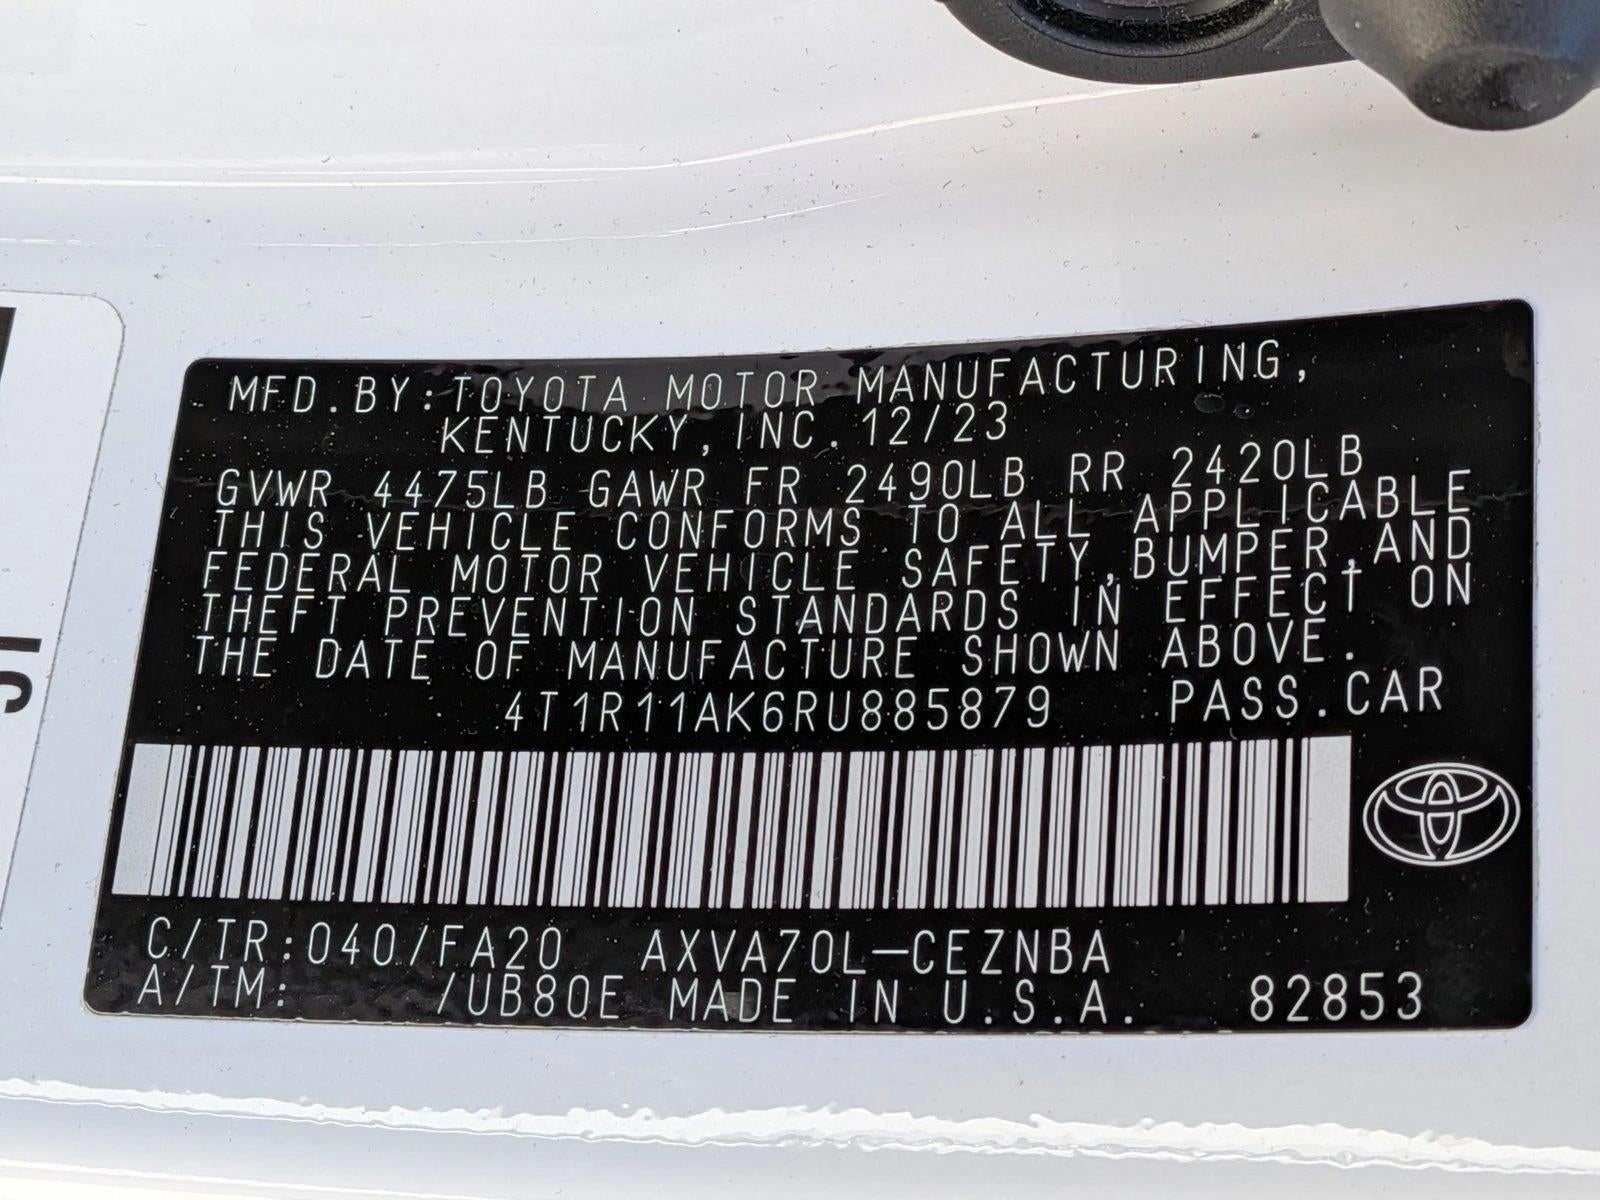 MFD.BY:TOYOTA MOTOR MANUFACTURING,
KENTUCKY,INC.12/23
GVWR 4475LB GAWR FR 2490LB RR 2420LB
THIS VEHICLE CONFORMS TO ALL APPLICABLE
FEDERAL MOTOR VEHICLE SAFETY,BUMPER,AND
THEFT PREVENTION STANDARDS IN EFFECT ON
THE DATE OF MANUFACTURE SHOWN ABOVE.
4T1R11AK6RU885879 PASS.CAR
C/TR:040/FA20 AXVA70L-CEZNBA
A/TM: /UB80E MADE IN U.S.A. 82853